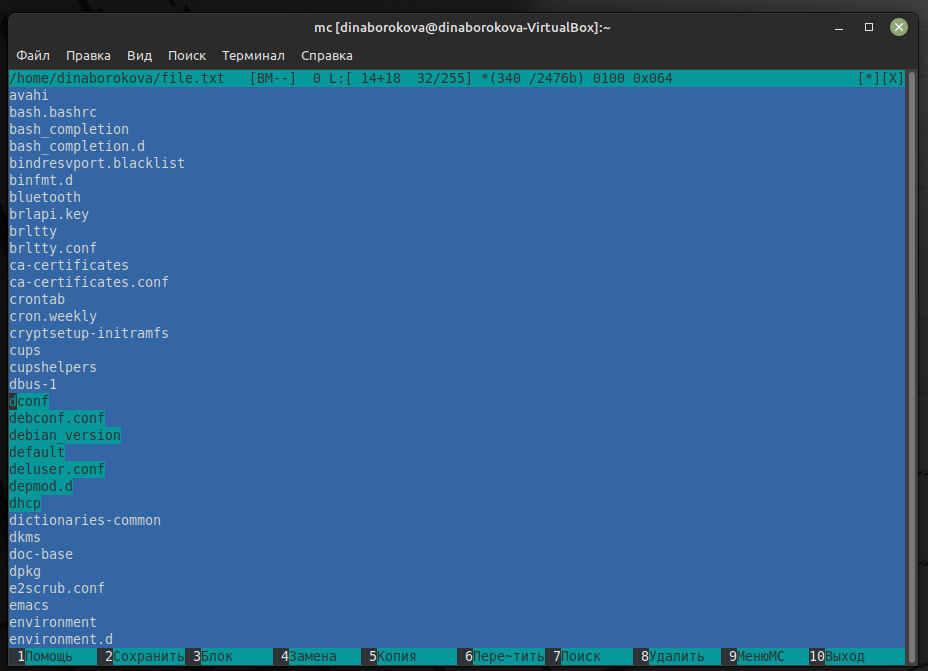 mc [dinaborokova@dinaborokova-VirtualBox]:~
Файл Правка Вид Поиск Терминал Справка
/home/dinaborokova/file.txt [BM--] 0 L:[ 14+18 32/255] *(340 /2476b) 0100 0x064 [*][X]
avahi
bash.bashrc
bash_completion
bash_completion.d
bindresvport.blacklist
binfmt.d
bluetooth
brlapi.key
brltty
brltty.conf
ca-certificates
ca-certificates.conf
crontab
cron.weekly
cryptsetup-initramfs
cups
cupshelpers
dbus-1
dconf
debconf.conf
debian_version
default
deluser.conf
depmod.d
dhcp
dictionaries-common
dkms
doc-base
dpkg
e2scrub.conf
emacs
environment
environment.d
1Помощь 2Сохранить 3Блок 4Замена 5Копия 6Пере~тить 7Поиск 8Удалить 9МенюМС 10Выход